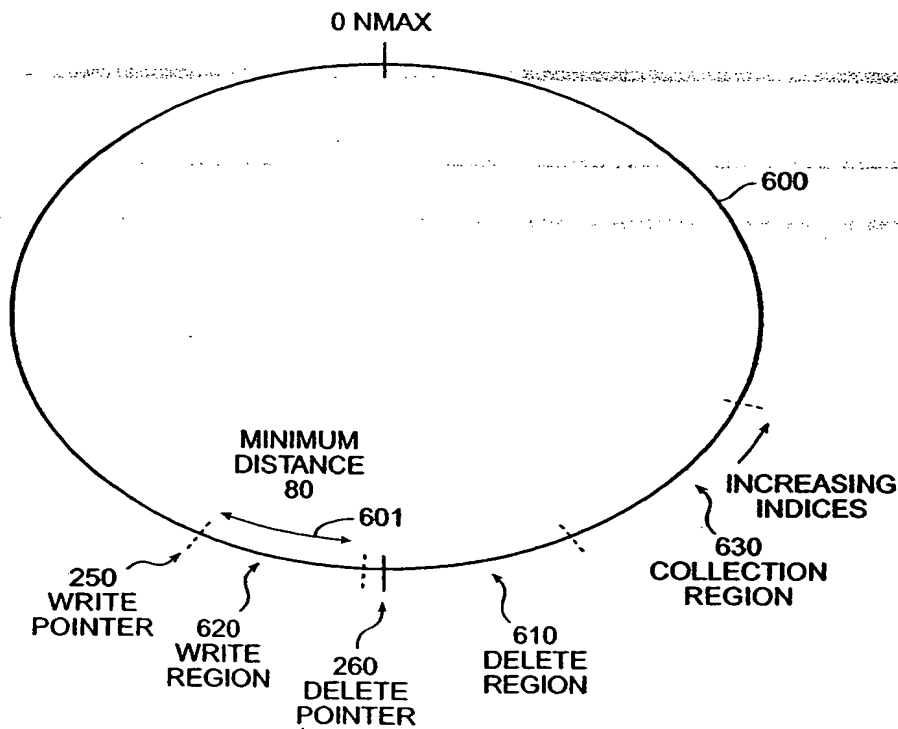 0 NMAX
600
MINIMUM
DISTANCE
80
601
INCREASING
INDICES
250
WRITE
POINTER
620
WRITE
REGION
260
DELETE
POINTER
610
DELETE
REGION
630
COLLECTION
REGION